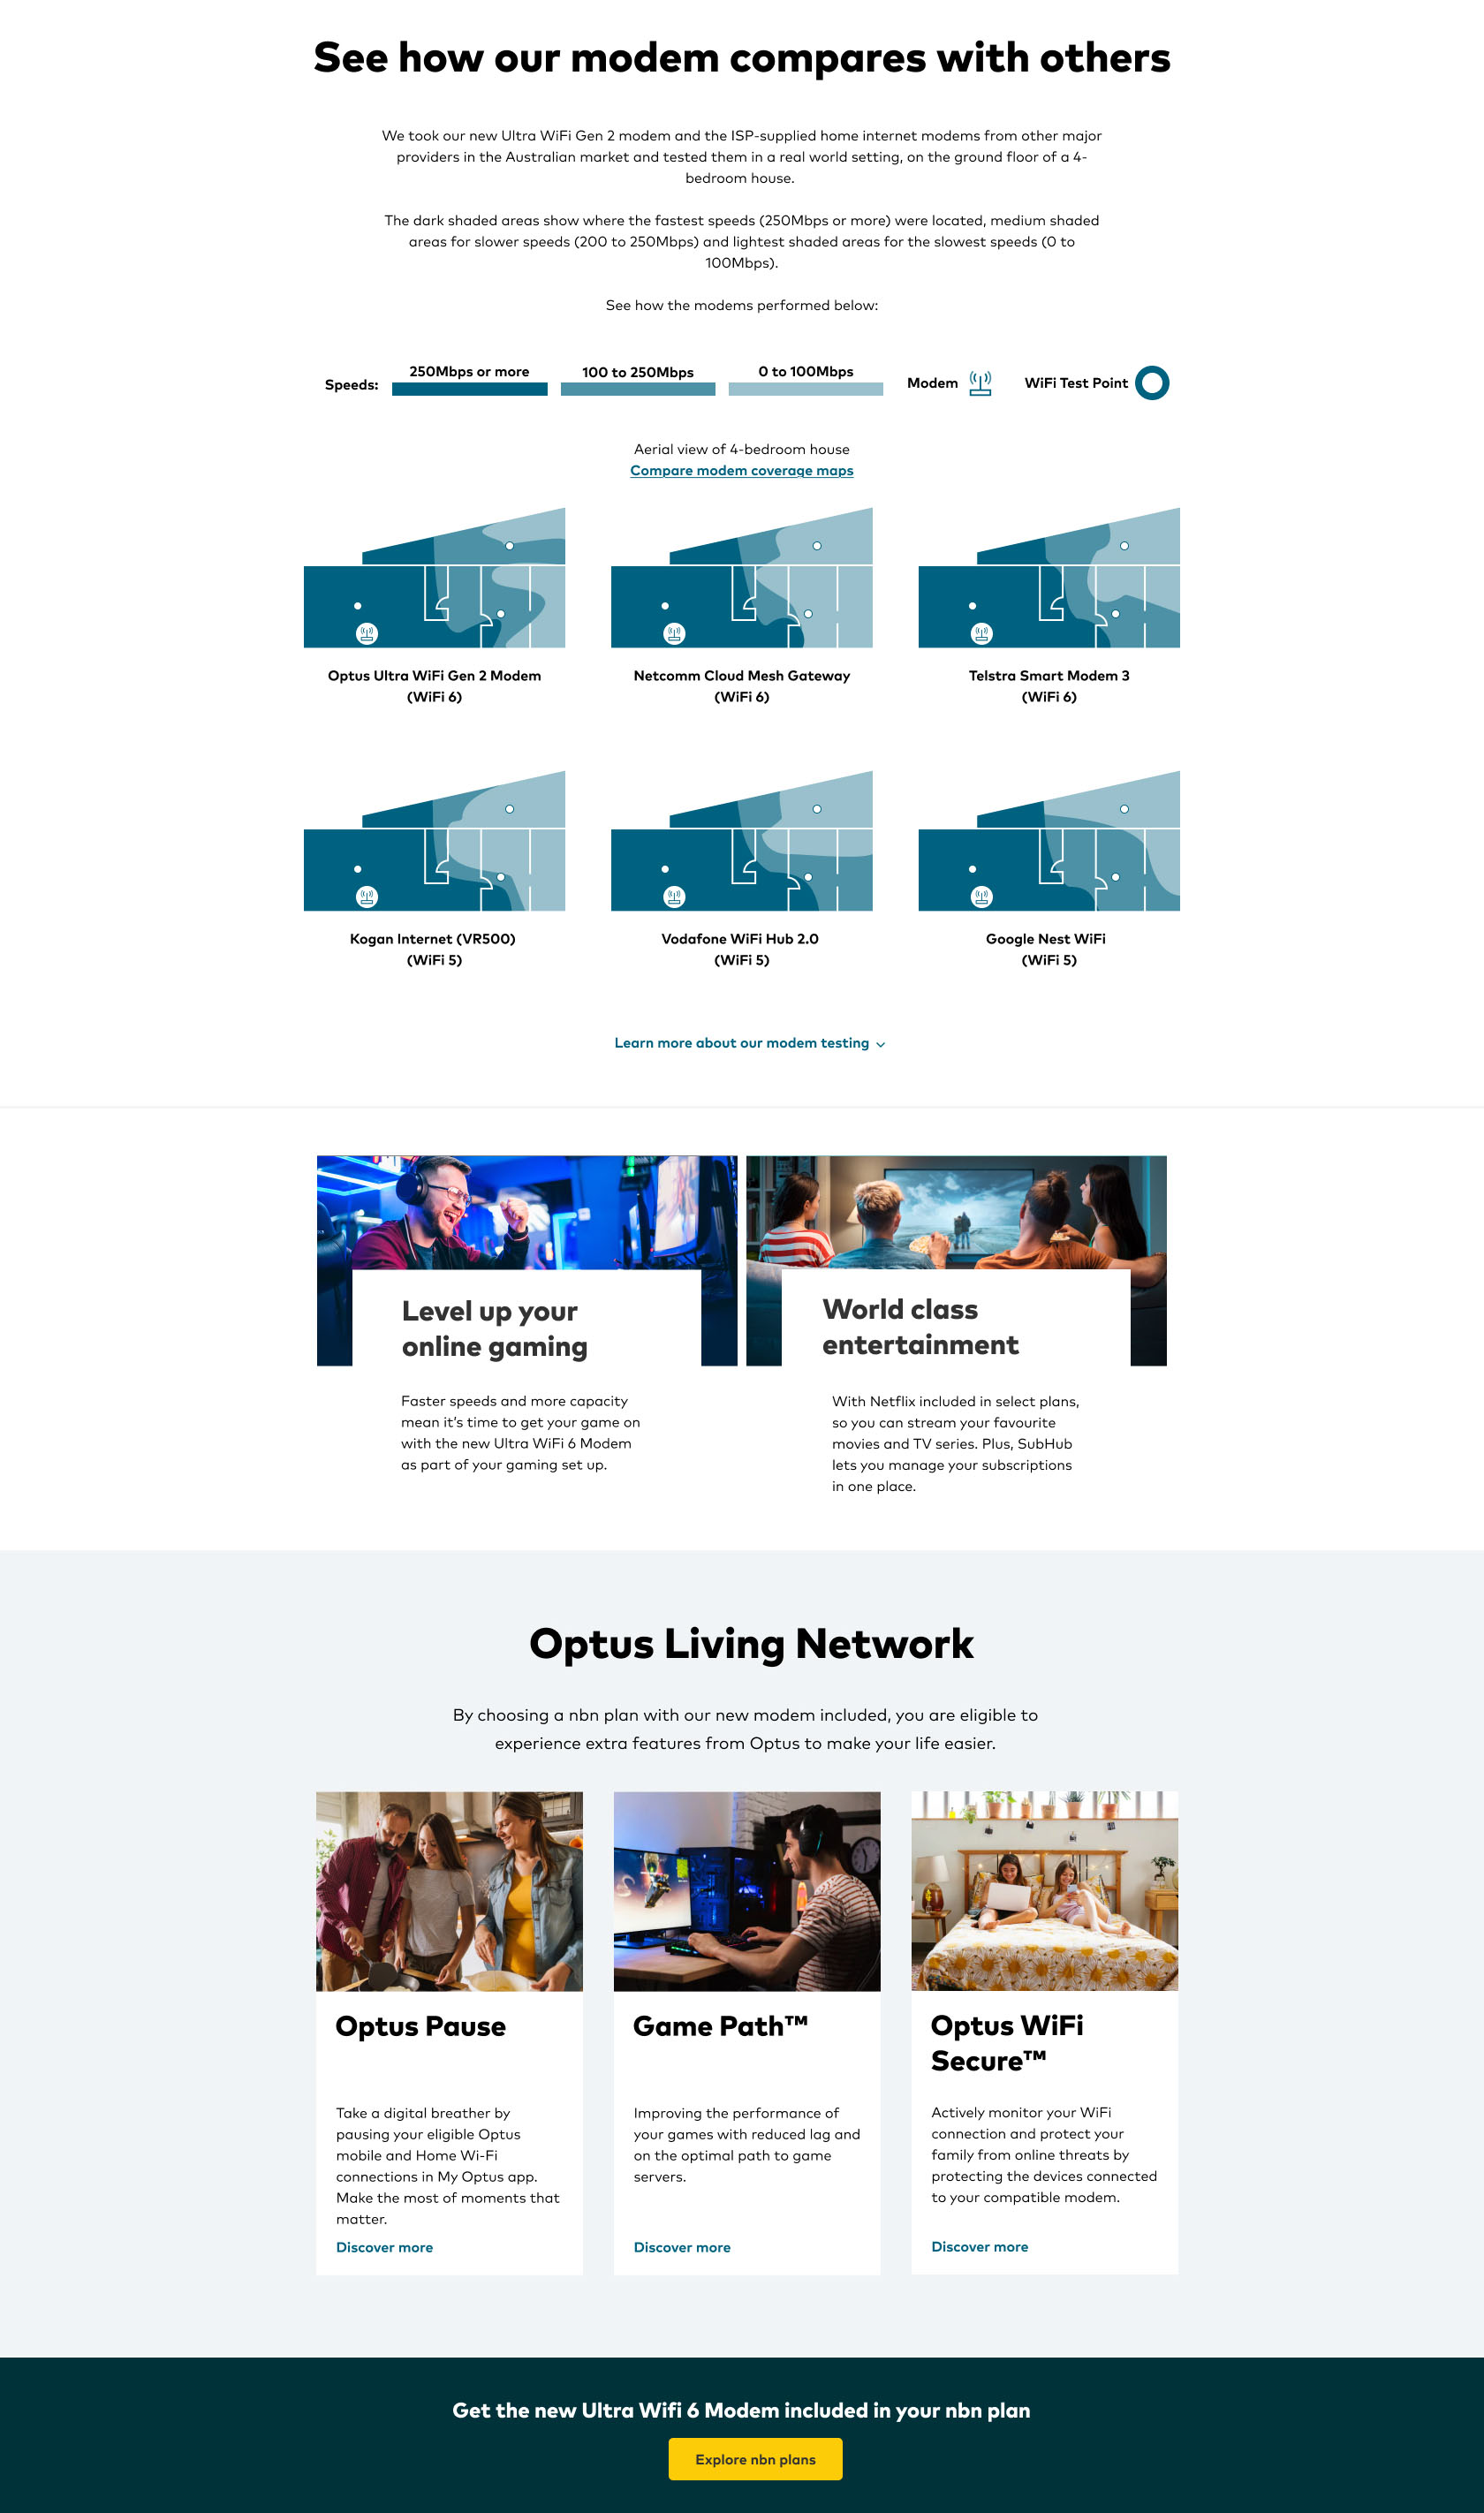 See how our modem compares with others
We took our new Ultra WiFi Gen 2 modem and the ISP-supplied home internet modems from other major
providers in the Australian market and tested them in a real world setting, on the ground floor of a 4-
bedroom house.
The dark shaded areas show where the fastest speeds (250Mbps or more) were located, medium shaded
areas for slower speeds (200 to 250Mbps) and lightest shaded areas for the slowest speeds (0 to
100Mbps).
See how the modems performed below:
Speeds:
250Mbps or more
100 to 250Mbps
0 to 100Mbps
Modem
WiFi Test Point
Aerial view of 4-bedroom house
Compare modem coverage maps
Optus Ultra WiFi Gen 2 Modem
(WiFi 6)
Netcomm Cloud Mesh Gateway
(WiFi 6)
Telstra Smart Modem 3
(WiFi 6)
Kogan Internet (VR500)
(WiFi 5)
Vodafone WiFi Hub 2.0
(WiFi 5)
Google Nest WiFi
(WiFi 5)
Learn more about our modem testing
Level up your
online gaming
Faster speeds and more capacity
mean it's time to get your game on
with the new Ultra WiFi 6 Modem
as part of your gaming set up.
World class
entertainment
With Netflix included in select plans,
so you can stream your favourite
movies and TV series. Plus, SubHub
lets you manage your subscriptions
in one place.
Optus Living Network
By choosing a nbn plan with our new modem included, you are eligible to
experience extra features from Optus to make your life easier.
Optus Pause
Take a digital breather by
pausing your eligible Optus
mobile and Home Wi-Fi
connections in My Optus app.
Make the most of moments that
matter.
Discover more
Game Path™
Improving the performance of
your games with reduced lag and
on the optimal path to game
servers.
Discover more
Optus WiFi
Secure™
Actively monitor your WiFi
connection and protect your
family from online threats by
protecting the devices connected
to your compatible modem.
Discover more
Get the new Ultra Wifi 6 Modem included in your nbn plan
Explore nbn plans